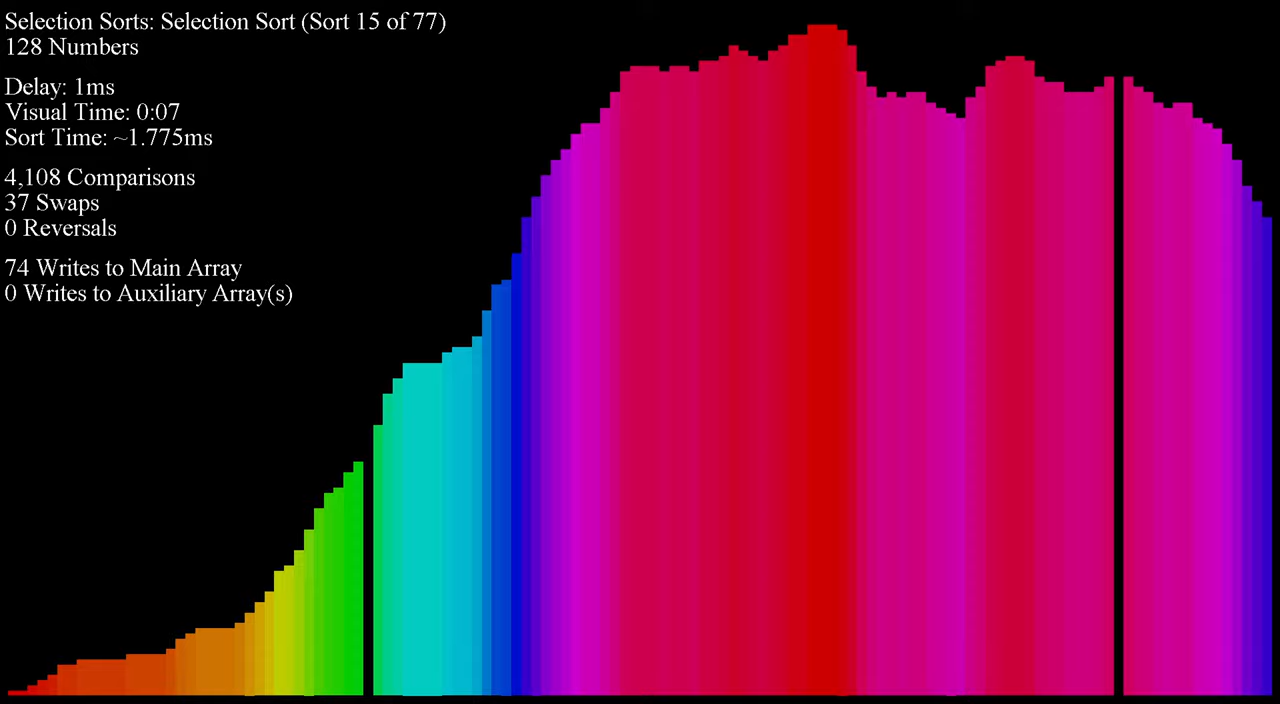 Selection Sorts: Selection Sort (Sort 15 of 77)
128 Numbers
Delay: 1ms
Visual Time: 0:07
Sort Time: ~1.775ms
4,108 Comparisons
37 Swaps
0 Reversals
74 Writes to Main Array
0 Writes to Auxiliary Array(s)